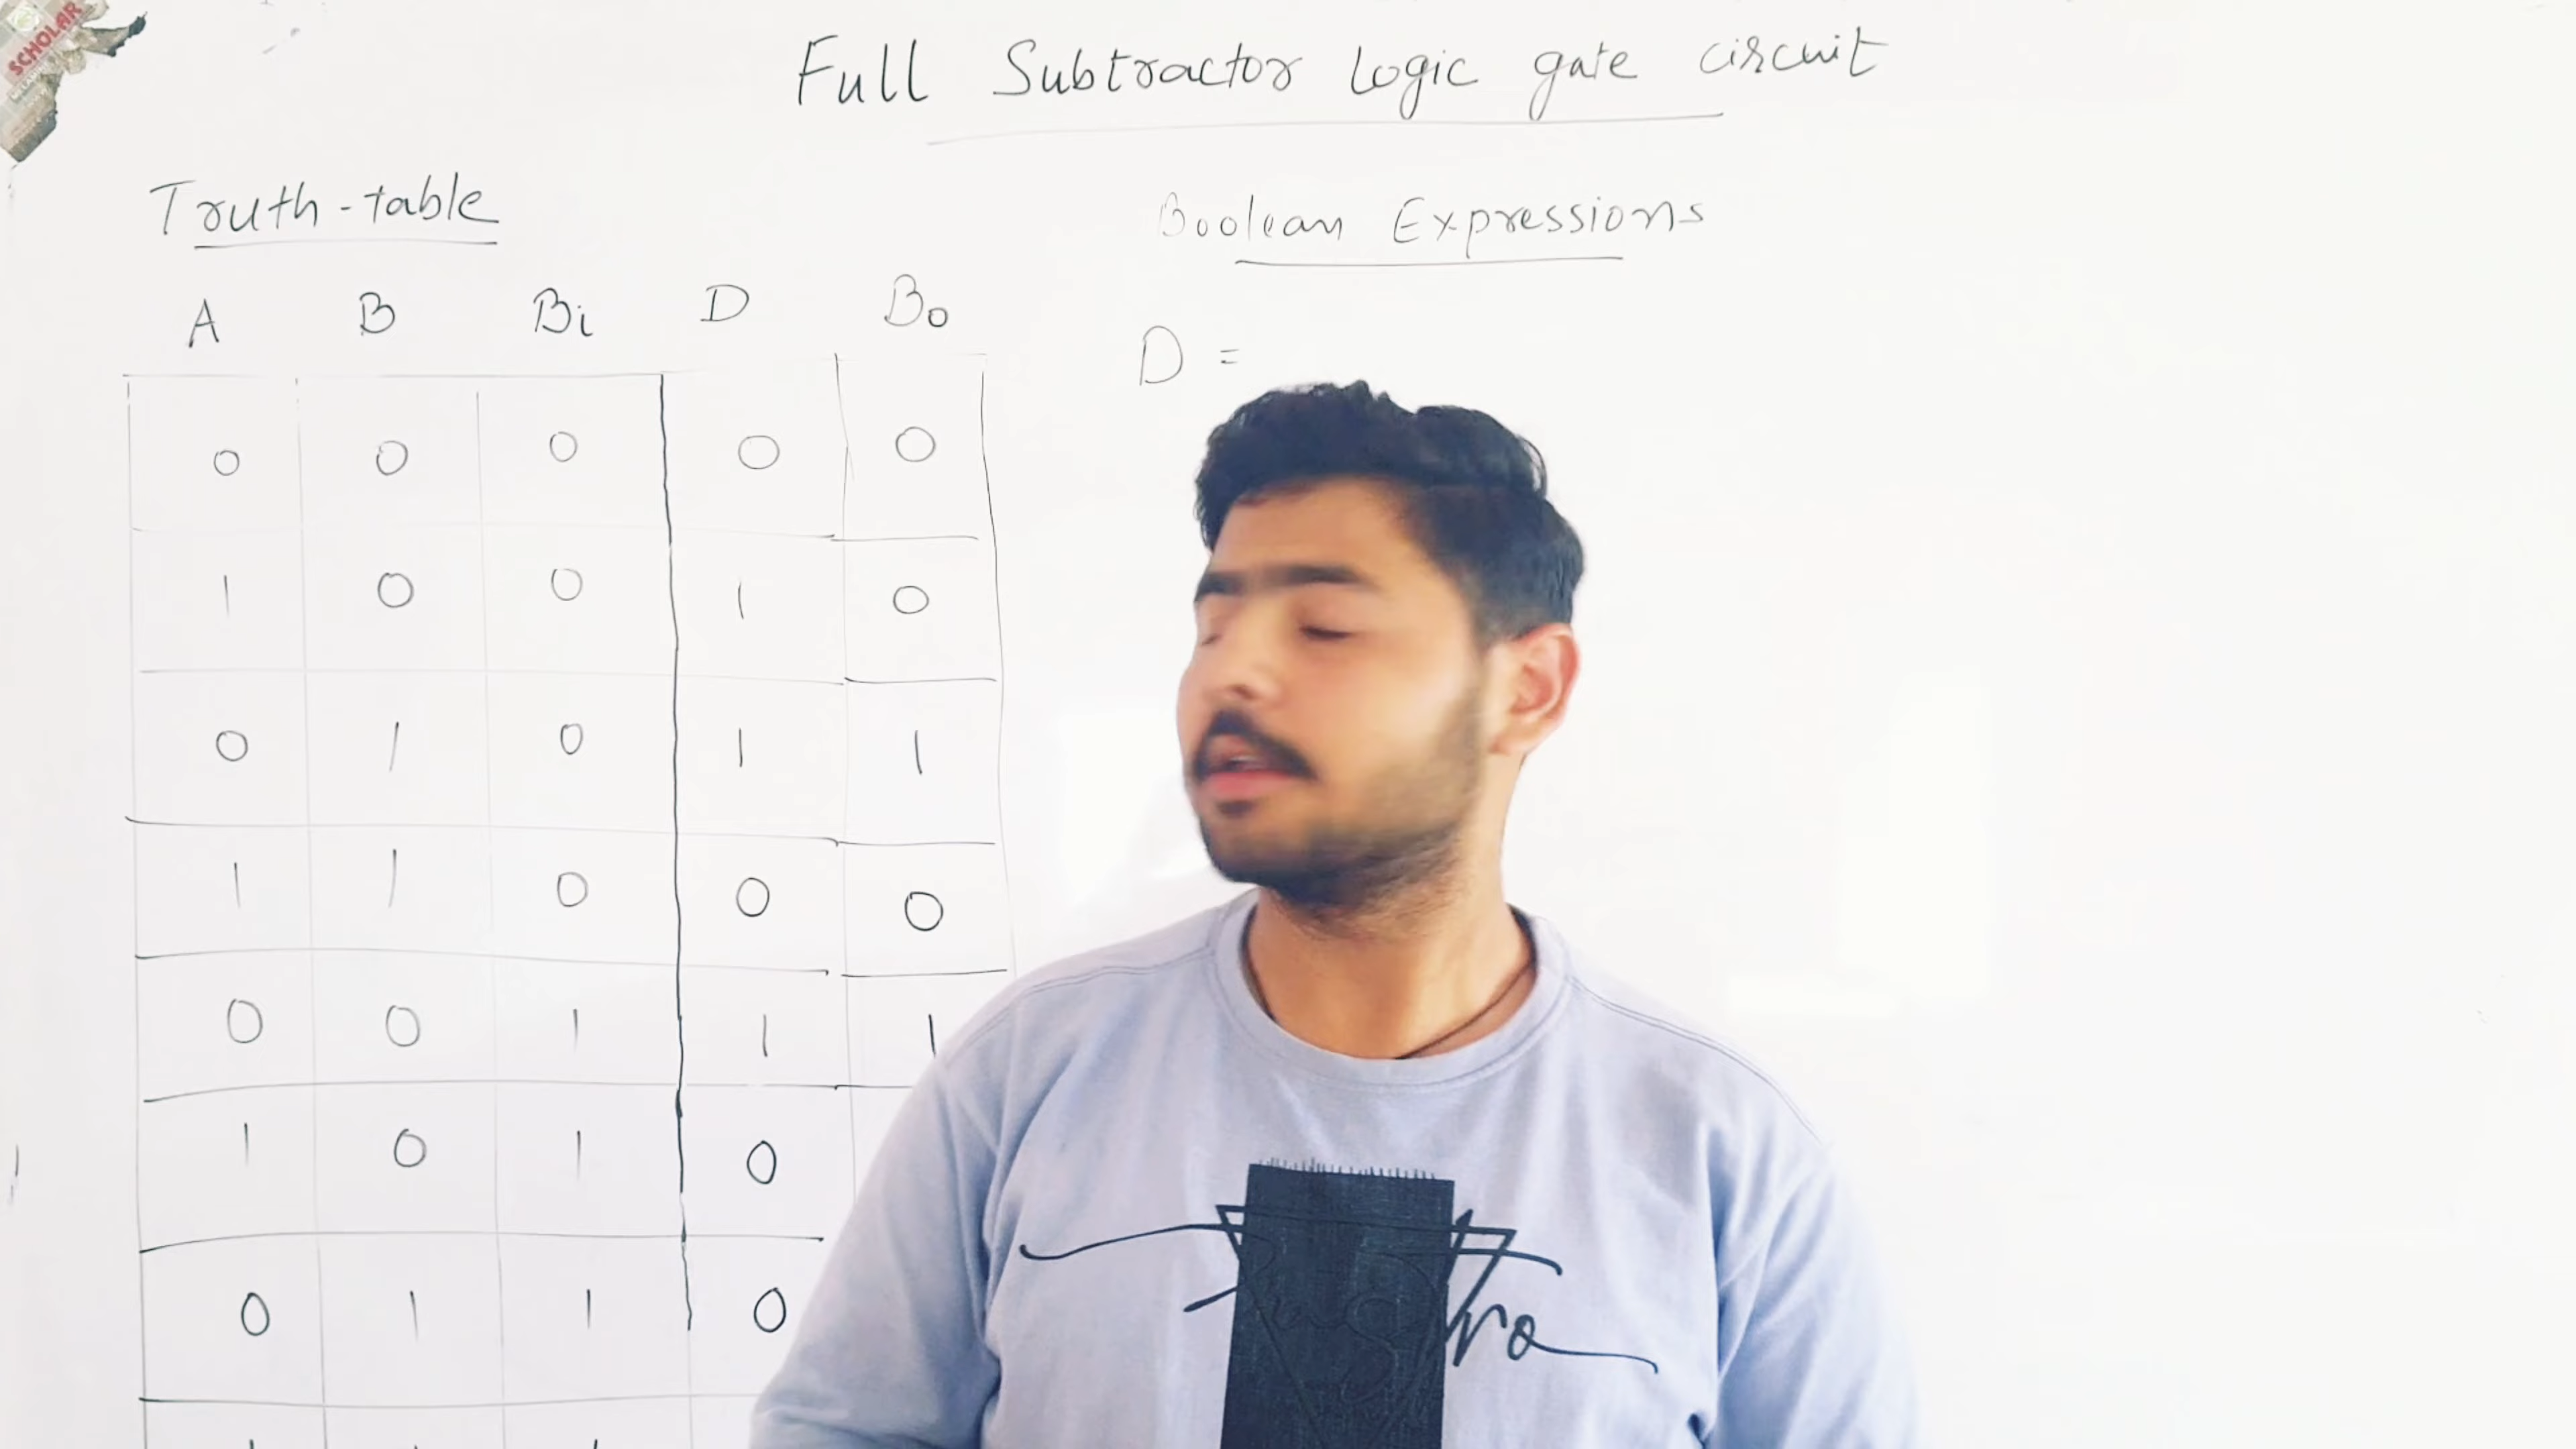 SCHOLAR
Full Subtractor Logic gate circuit
Truth-table
Boolean Expressions
A B Bi D Bo
D =
0 0 0 0 0
1 0 0 1 0
0 1 0 1 1
1 1 0 0 0
0 0 1 1 1
1 0 1 0
0 1 1 0